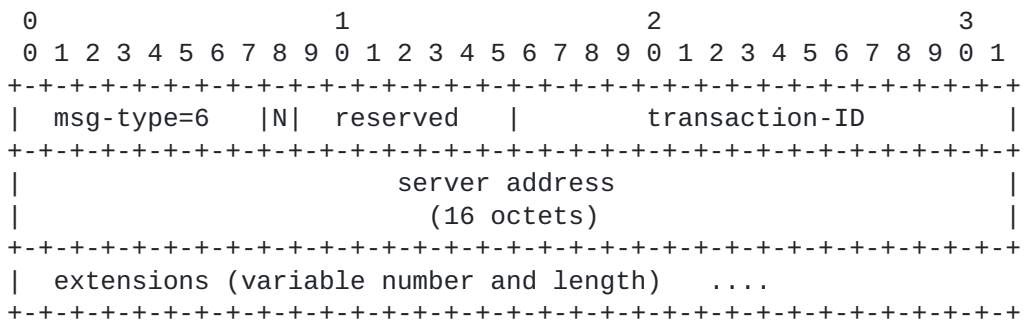 0                   1                   2                   3
 0 1 2 3 4 5 6 7 8 9 0 1 2 3 4 5 6 7 8 9 0 1 2 3 4 5 6 7 8 9 0 1
+-+-+-+-+-+-+-+-+-+-+-+-+-+-+-+-+-+-+-+-+-+-+-+-+-+-+-+-+-+-+-+-+
|  msg-type=6   |N|  reserved   |        transaction-ID         |
+-+-+-+-+-+-+-+-+-+-+-+-+-+-+-+-+-+-+-+-+-+-+-+-+-+-+-+-+-+-+-+-+
|                        server address                         |
|                          (16 octets)                          |
+-+-+-+-+-+-+-+-+-+-+-+-+-+-+-+-+-+-+-+-+-+-+-+-+-+-+-+-+-+-+-+-+
|  extensions (variable number and length)   ....
+-+-+-+-+-+-+-+-+-+-+-+-+-+-+-+-+-+-+-+-+-+-+-+-+-+-+-+-+-+-+-+-+